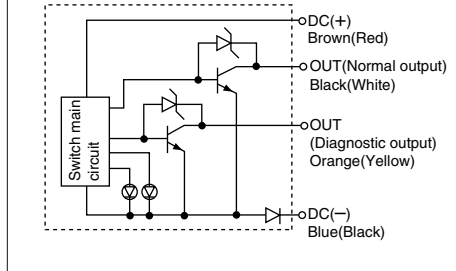 DC(+)
Brown(Red)
OUT(Normal output)
Black(White)
OUT
(Diagnostic output)
Orange(Yellow)
Switch main
circuit
DC(−)
Blue(Black)